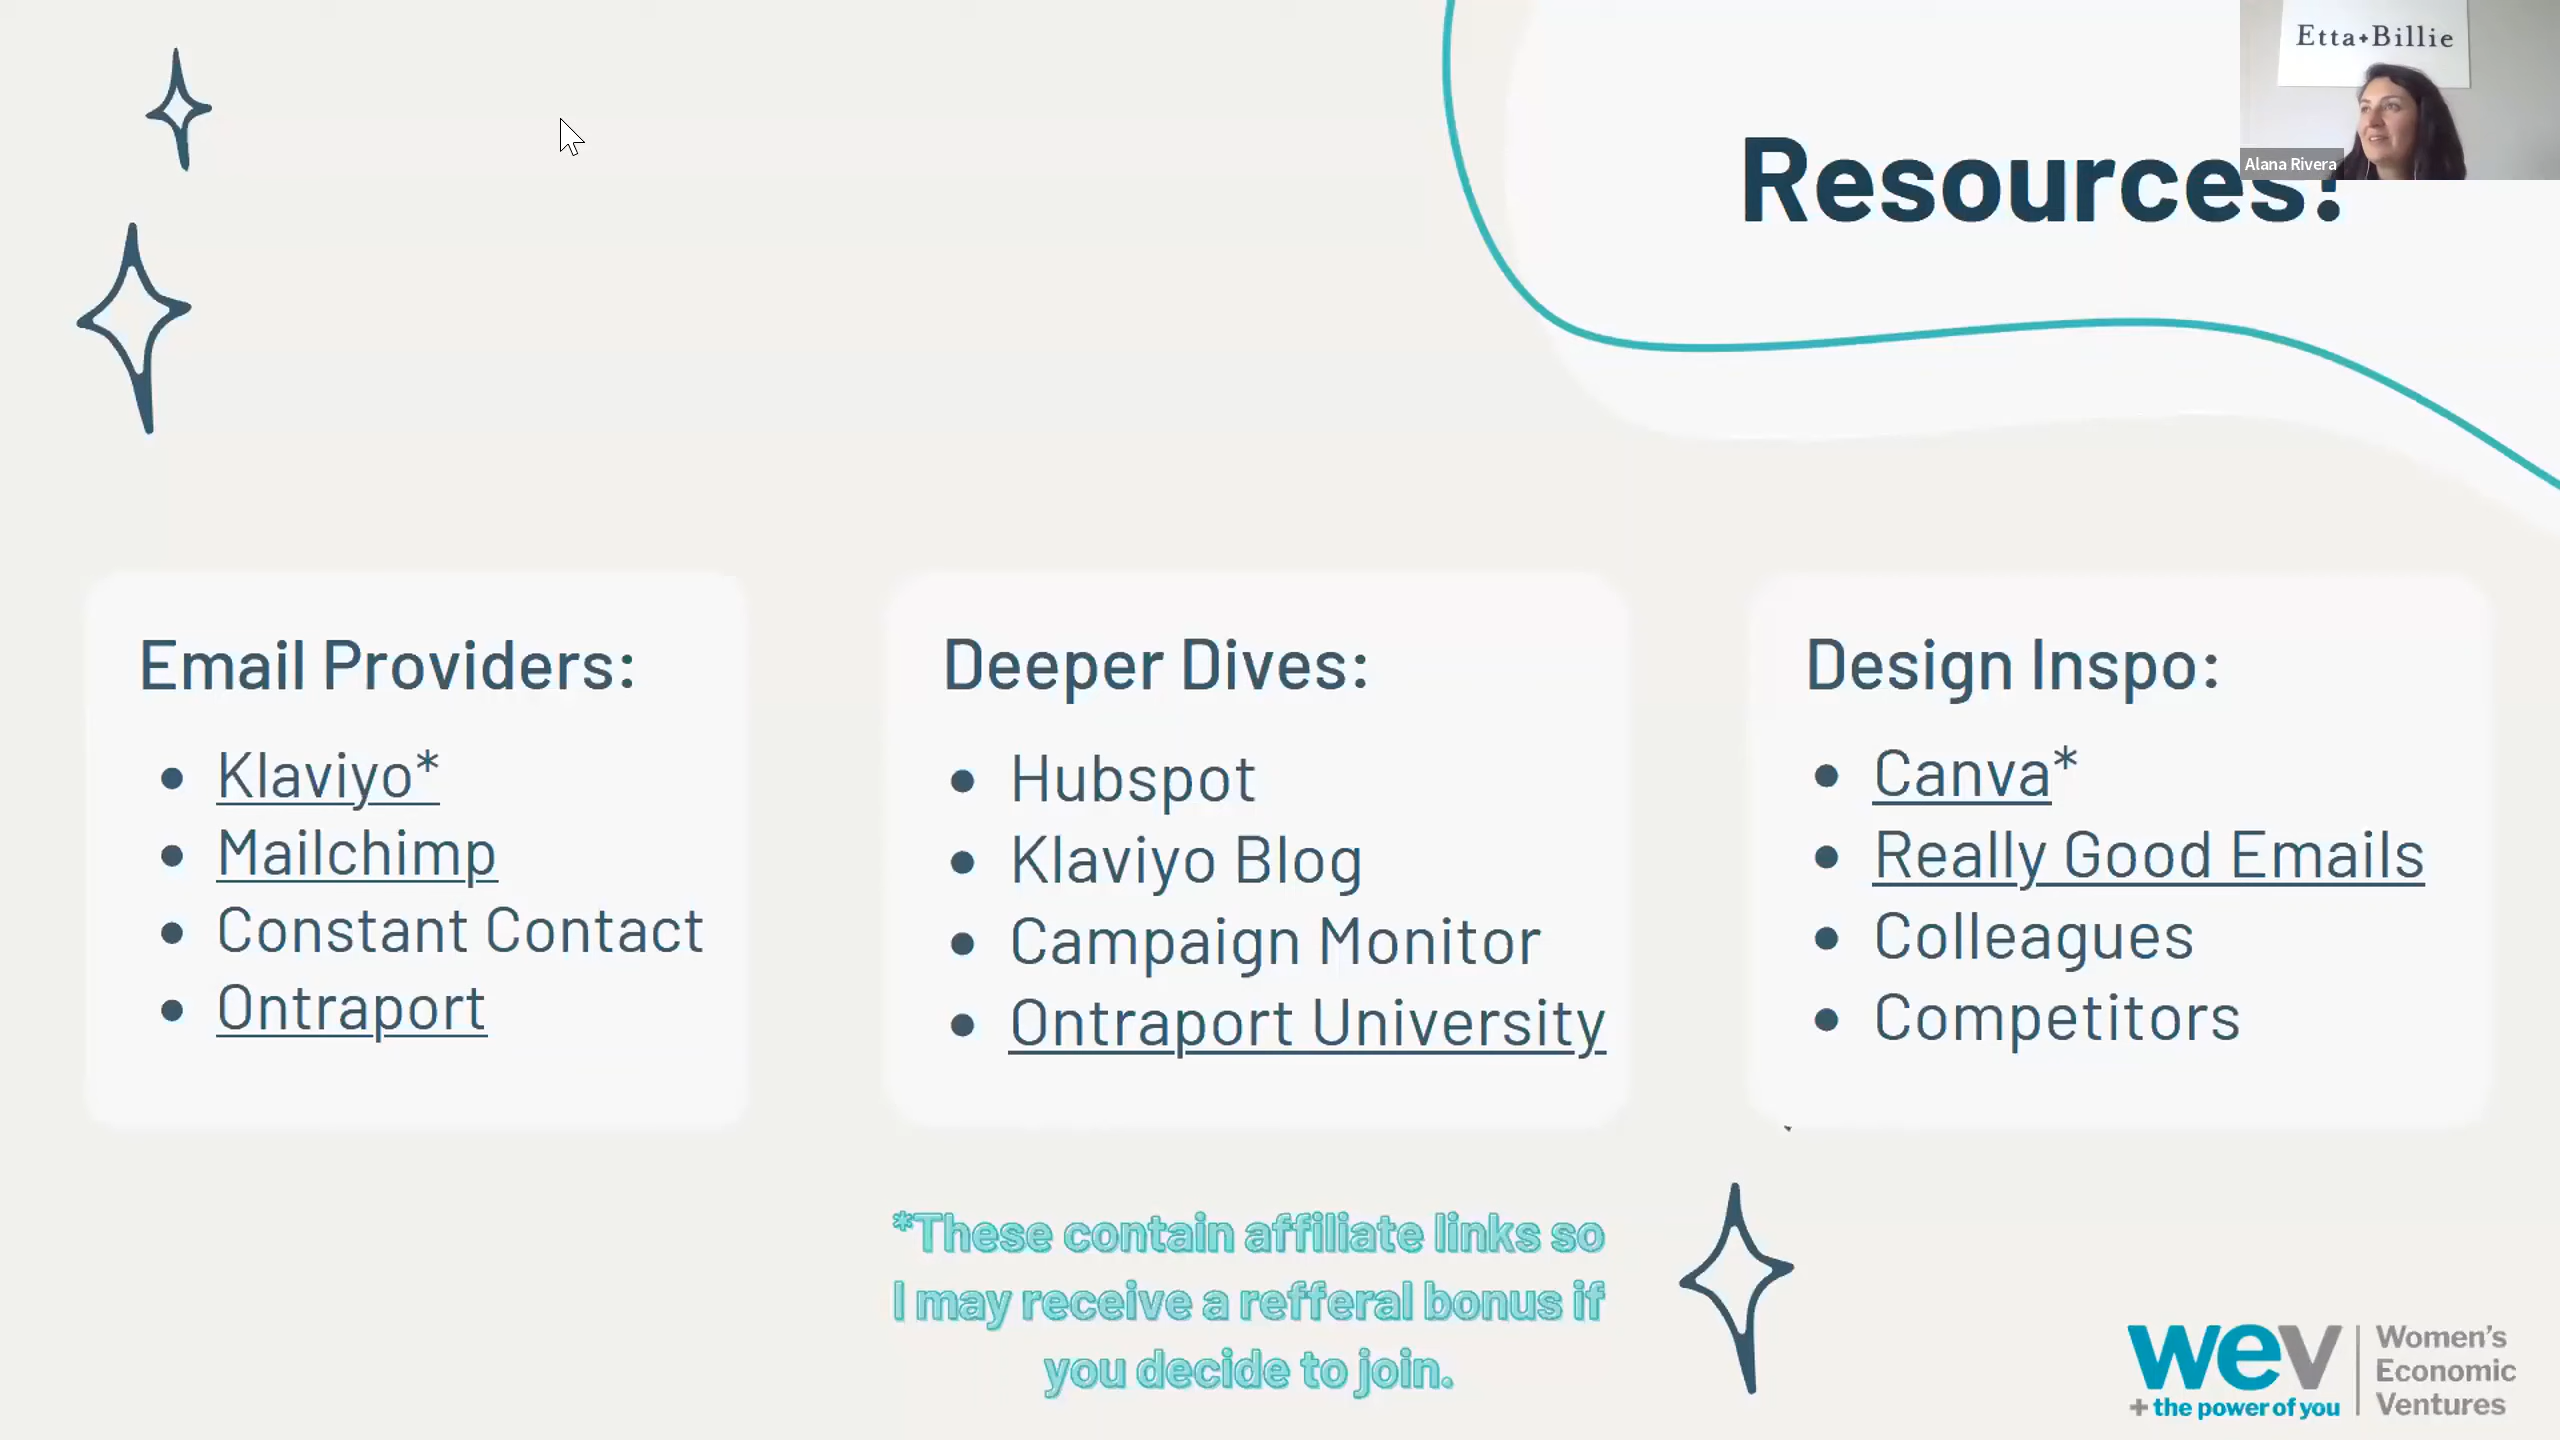 Etta+Billie
Alana Rivera
Resources:
Email Providers:
Klaviyo*
Mailchimp
Constant Contact
Ontraport
Deeper Dives:
Hubspot
Klaviyo Blog
Campaign Monitor
Ontraport University
Design Inspo:
Canva*
Really Good Emails
Colleagues
Competitors
*These contain affiliate links so
I may receive a refferal bonus if
you decide to join.
wev
+ the power of you
Women's
Economic
Ventures